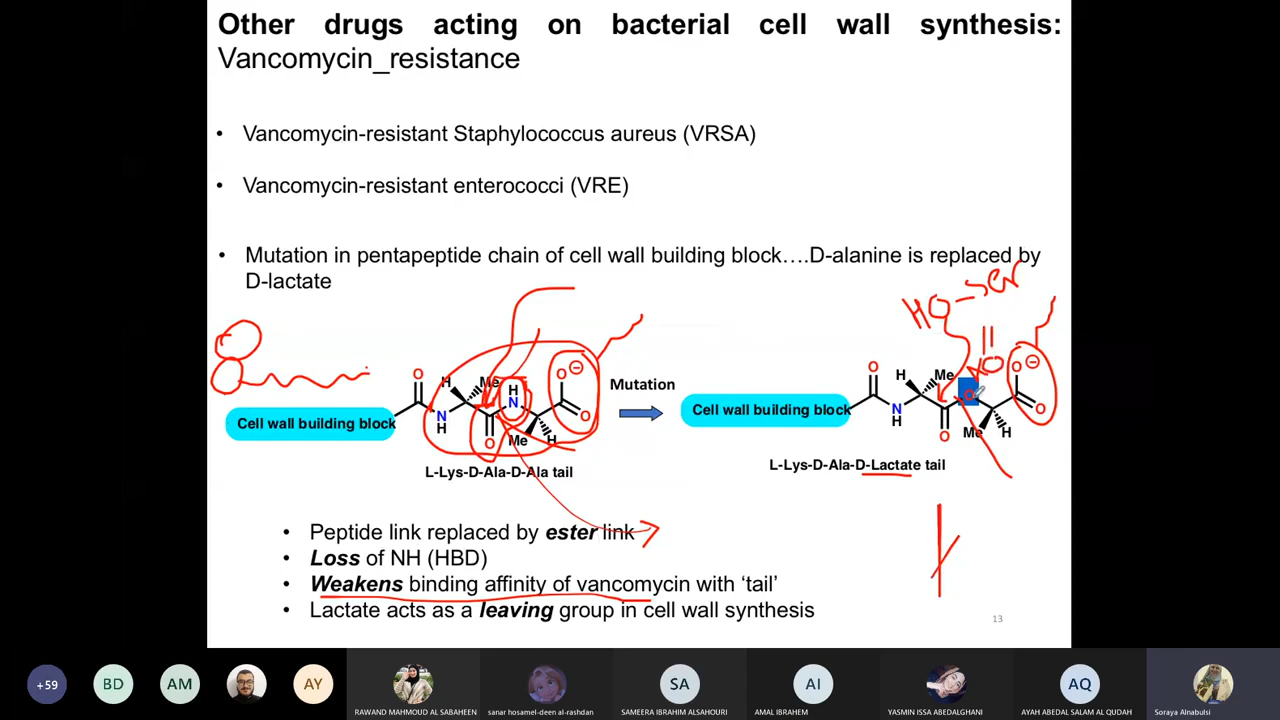 Other drugs acting on bacterial cell wall synthesis:
Vancomycin_resistance
• Vancomycin-resistant Staphylococcus aureus (VRSA)
• Vancomycin-resistant enterococci (VRE)
• Mutation in pentapeptide chain of cell wall building block….D-alanine is replaced by
D-lactate
HO-Ser
H Me H N O O
N H O Me H O
Cell wall building block
L-Lys-D-Ala-D-Ala tail
Mutation
H Me O O
N H O Me H O
Cell wall building block
L-Lys-D-Ala-D-Lactate tail
• Peptide link replaced by ester link
• Loss of NH (HBD)
• Weakens binding affinity of vancomycin with ‘tail’
• Lactate acts as a leaving group in cell wall synthesis
13
+59 BD AM AY SA AI AQ
RAWAND MAHMOUD AL SABAHEEN sanar hosamel-deen al-rashdan SAMEERA IBRAHIM ALSAHOURI AMAL IBRAHEM YASMIN ISSA ABEDALGHANI AYAH ABEDAL SALAM AL QUDAH Soraya Alnabulsi